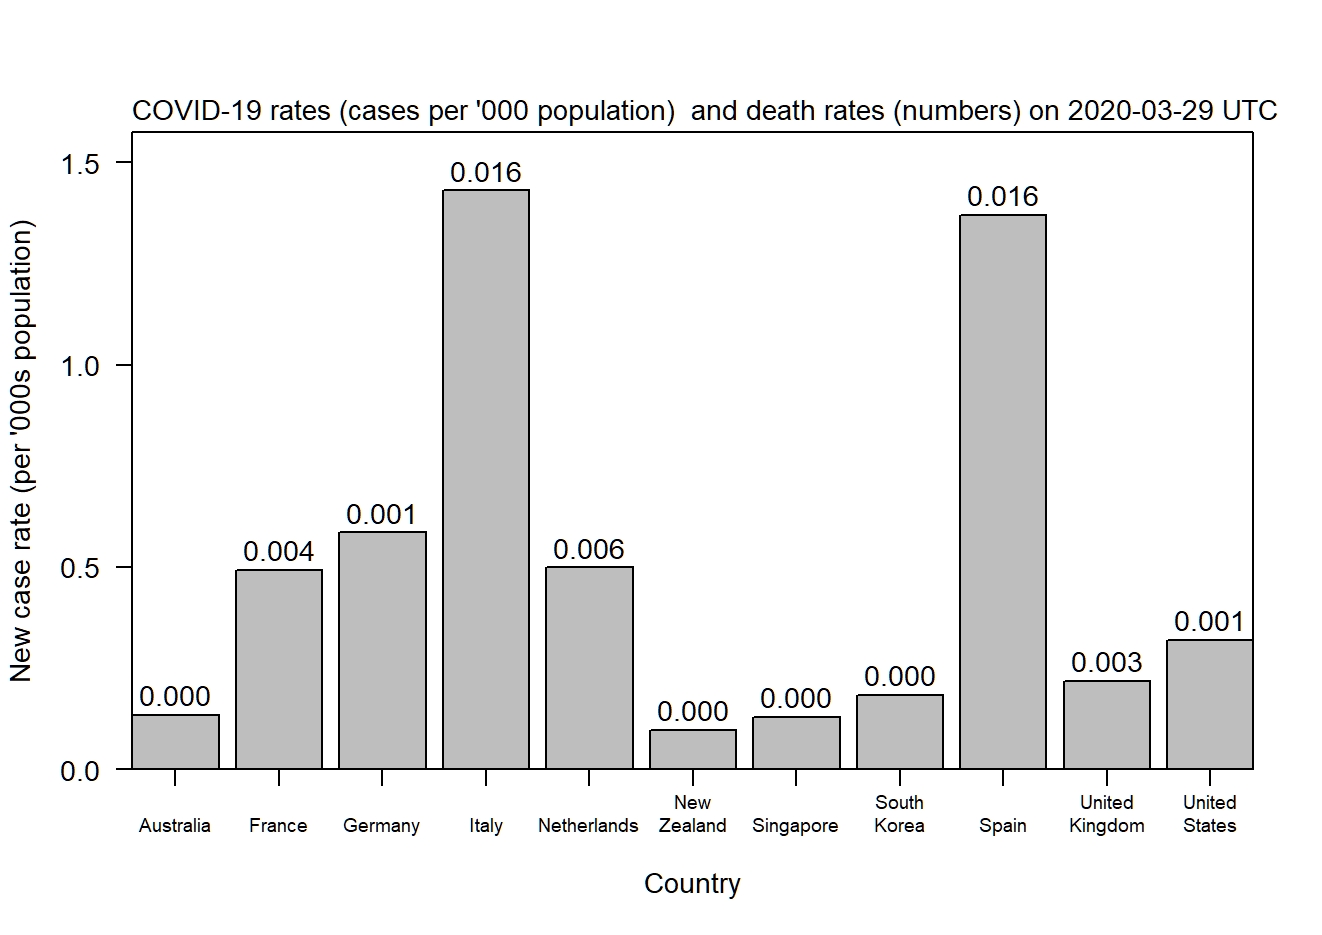 COVID-19 rates (cases per '000 population)  and death rates (numbers) on 2020-03-29 UTC
New case rate (per '000s population)
1.5
1.0
0.5
0.0
0.000
0.004
0.001
0.016
0.006
0.000
0.000
0.000
0.016
0.003
0.001
Australia
France
Germany
Italy
Netherlands
New
Zealand
Singapore
South
Korea
Spain
United
Kingdom
United
States
Country